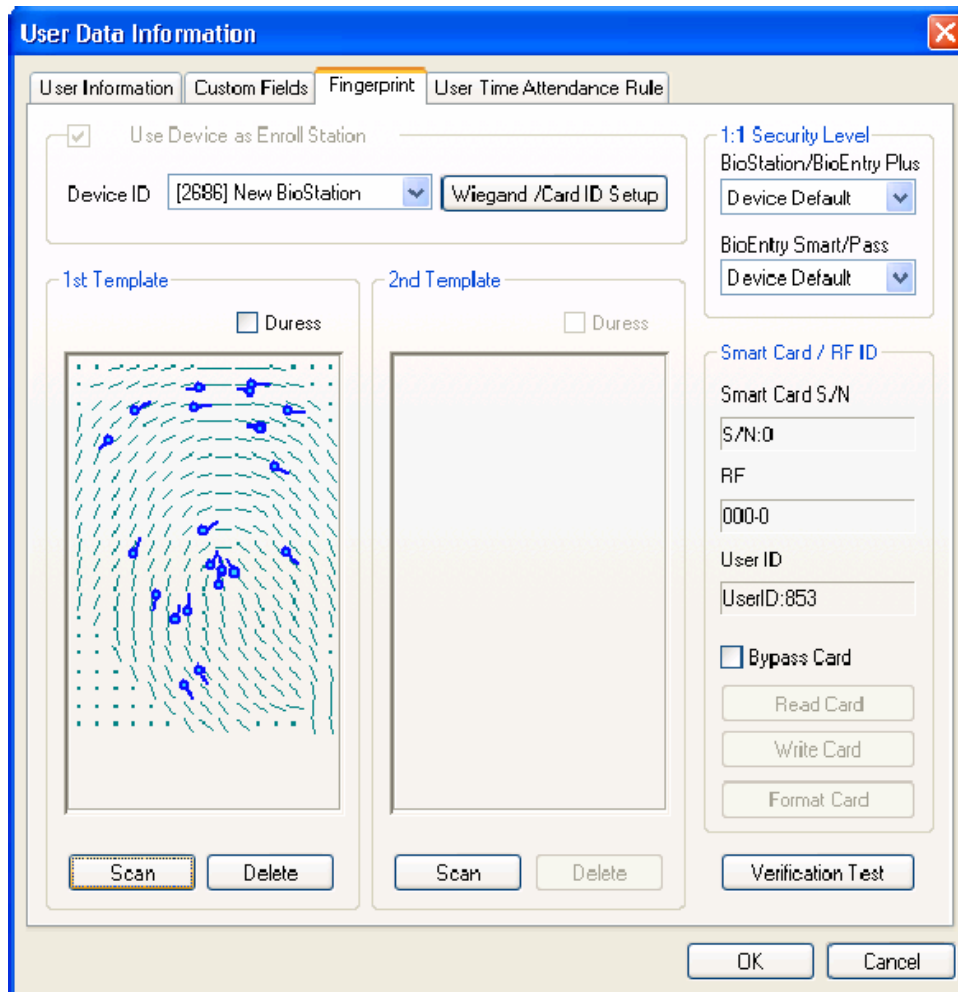 User Data Information
User Information
Custom Fields
Fingerprint
User Time Attendance Rule
Use Device as Enroll Station
Device ID
[2686] New BioStation
Wiegand /Card ID Setup
1:1 Security Level
BioStation/BioEntry Plus
Device Default
BioEntry Smart/Pass
Device Default
1st Template
Duress
Scan
Delete
2nd Template
Duress
Scan
Delete
Smart Card / RF ID
Smart Card S/N
S/N:0
RF
000-0
User ID
UserID:853
Bypass Card
Read Card
Write Card
Format Card
Verification Test
OK
Cancel